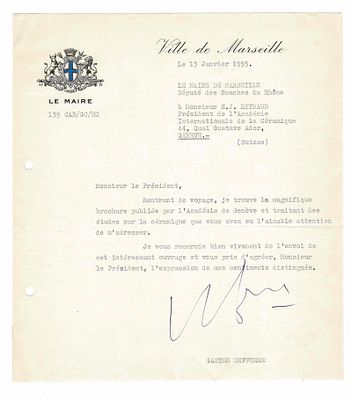 Ville de Marseille
Le 13 Janvier 1955.
LE MAIRE DE MARSEILLE
Député des Bouches du Rhône
LE MAIRE
139 CAB/GC/HC
à Monsieur H.J. REYNAUD
Président de l'Académie
Internationale de la Céramique
44, Quai Gustave Ador,
GENEVE.-
(Suisse)
Monsieur le Président,
Rentrant de voyage, je trouve la magnifique
brochure publiée par l'Académie de Genève et traitant des
études sur la céramique que vous avez eu l'aimable attention
de m'adresser.
Je vous remercie bien vivement de l'envoi de
cet intéressant ouvrage et vous prie d'agréer, Monsieur
le Président, l'expression de mes sentiments distingués.
GASTON DEFFERRE